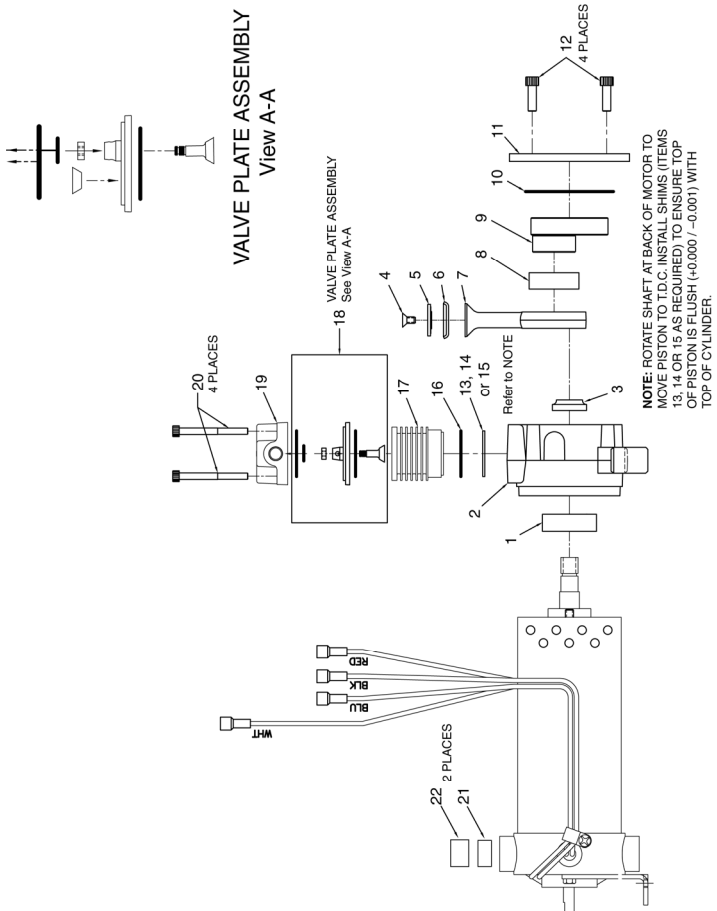 VALVE PLATE ASSEMBLY
View A-A
VALVE PLATE ASSEMBLY
See View A-A
18
20
4 PLACES
19
17
16
13, 14
or 15
Refer to NOTE
4
5
6
7
8
9
10
11
12
4 PLACES
3
2
1
RED
BLK
BLU
WHT
22
2 PLACES
21
NOTE: ROTATE SHAFT AT BACK OF MOTOR TO
MOVE PISTON TO T.D.C. INSTALL SHIMS (ITEMS
13, 14 OR 15 AS REQUIRED) TO ENSURE TOP
OF PISTON IS FLUSH (+0.000 / –0.001) WITH
TOP OF CYLINDER.